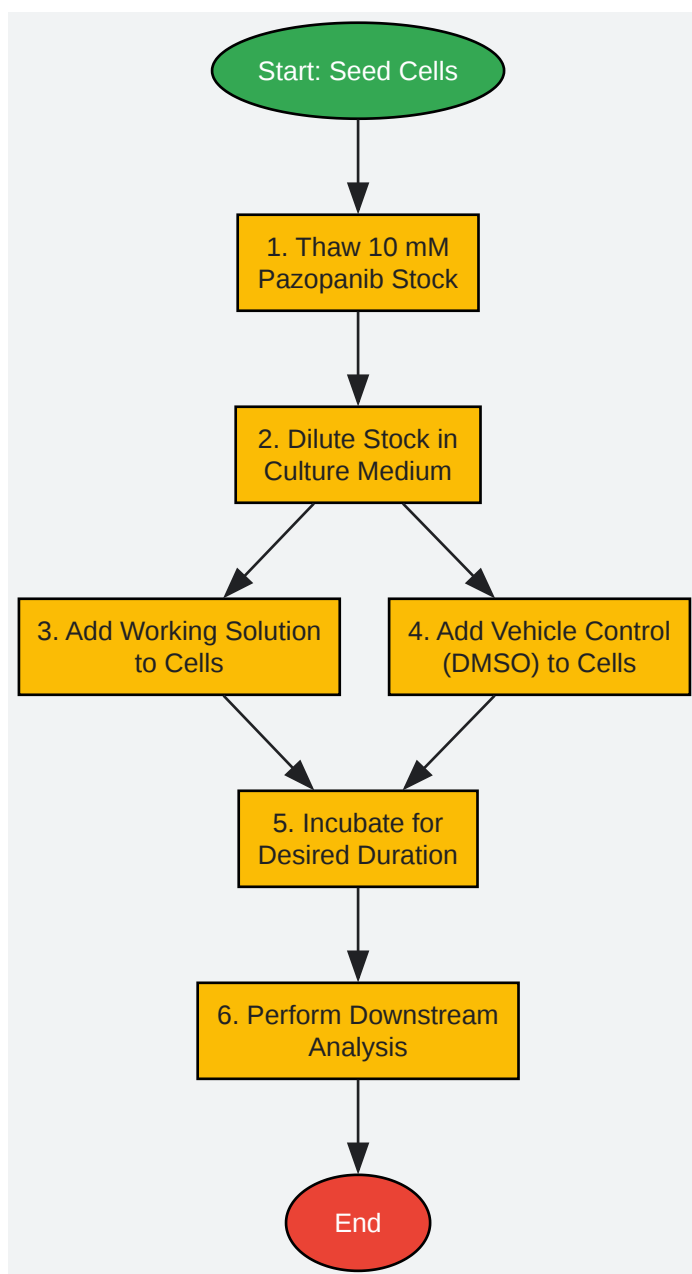 Start: Seed Cells
1. Thaw 10 mM
Pazopanib Stock
2. Dilute Stock in
Culture Medium
3. Add Working Solution
to Cells
4. Add Vehicle Control
(DMSO) to Cells
5. Incubate for
Desired Duration
6. Perform Downstream
Analysis
End